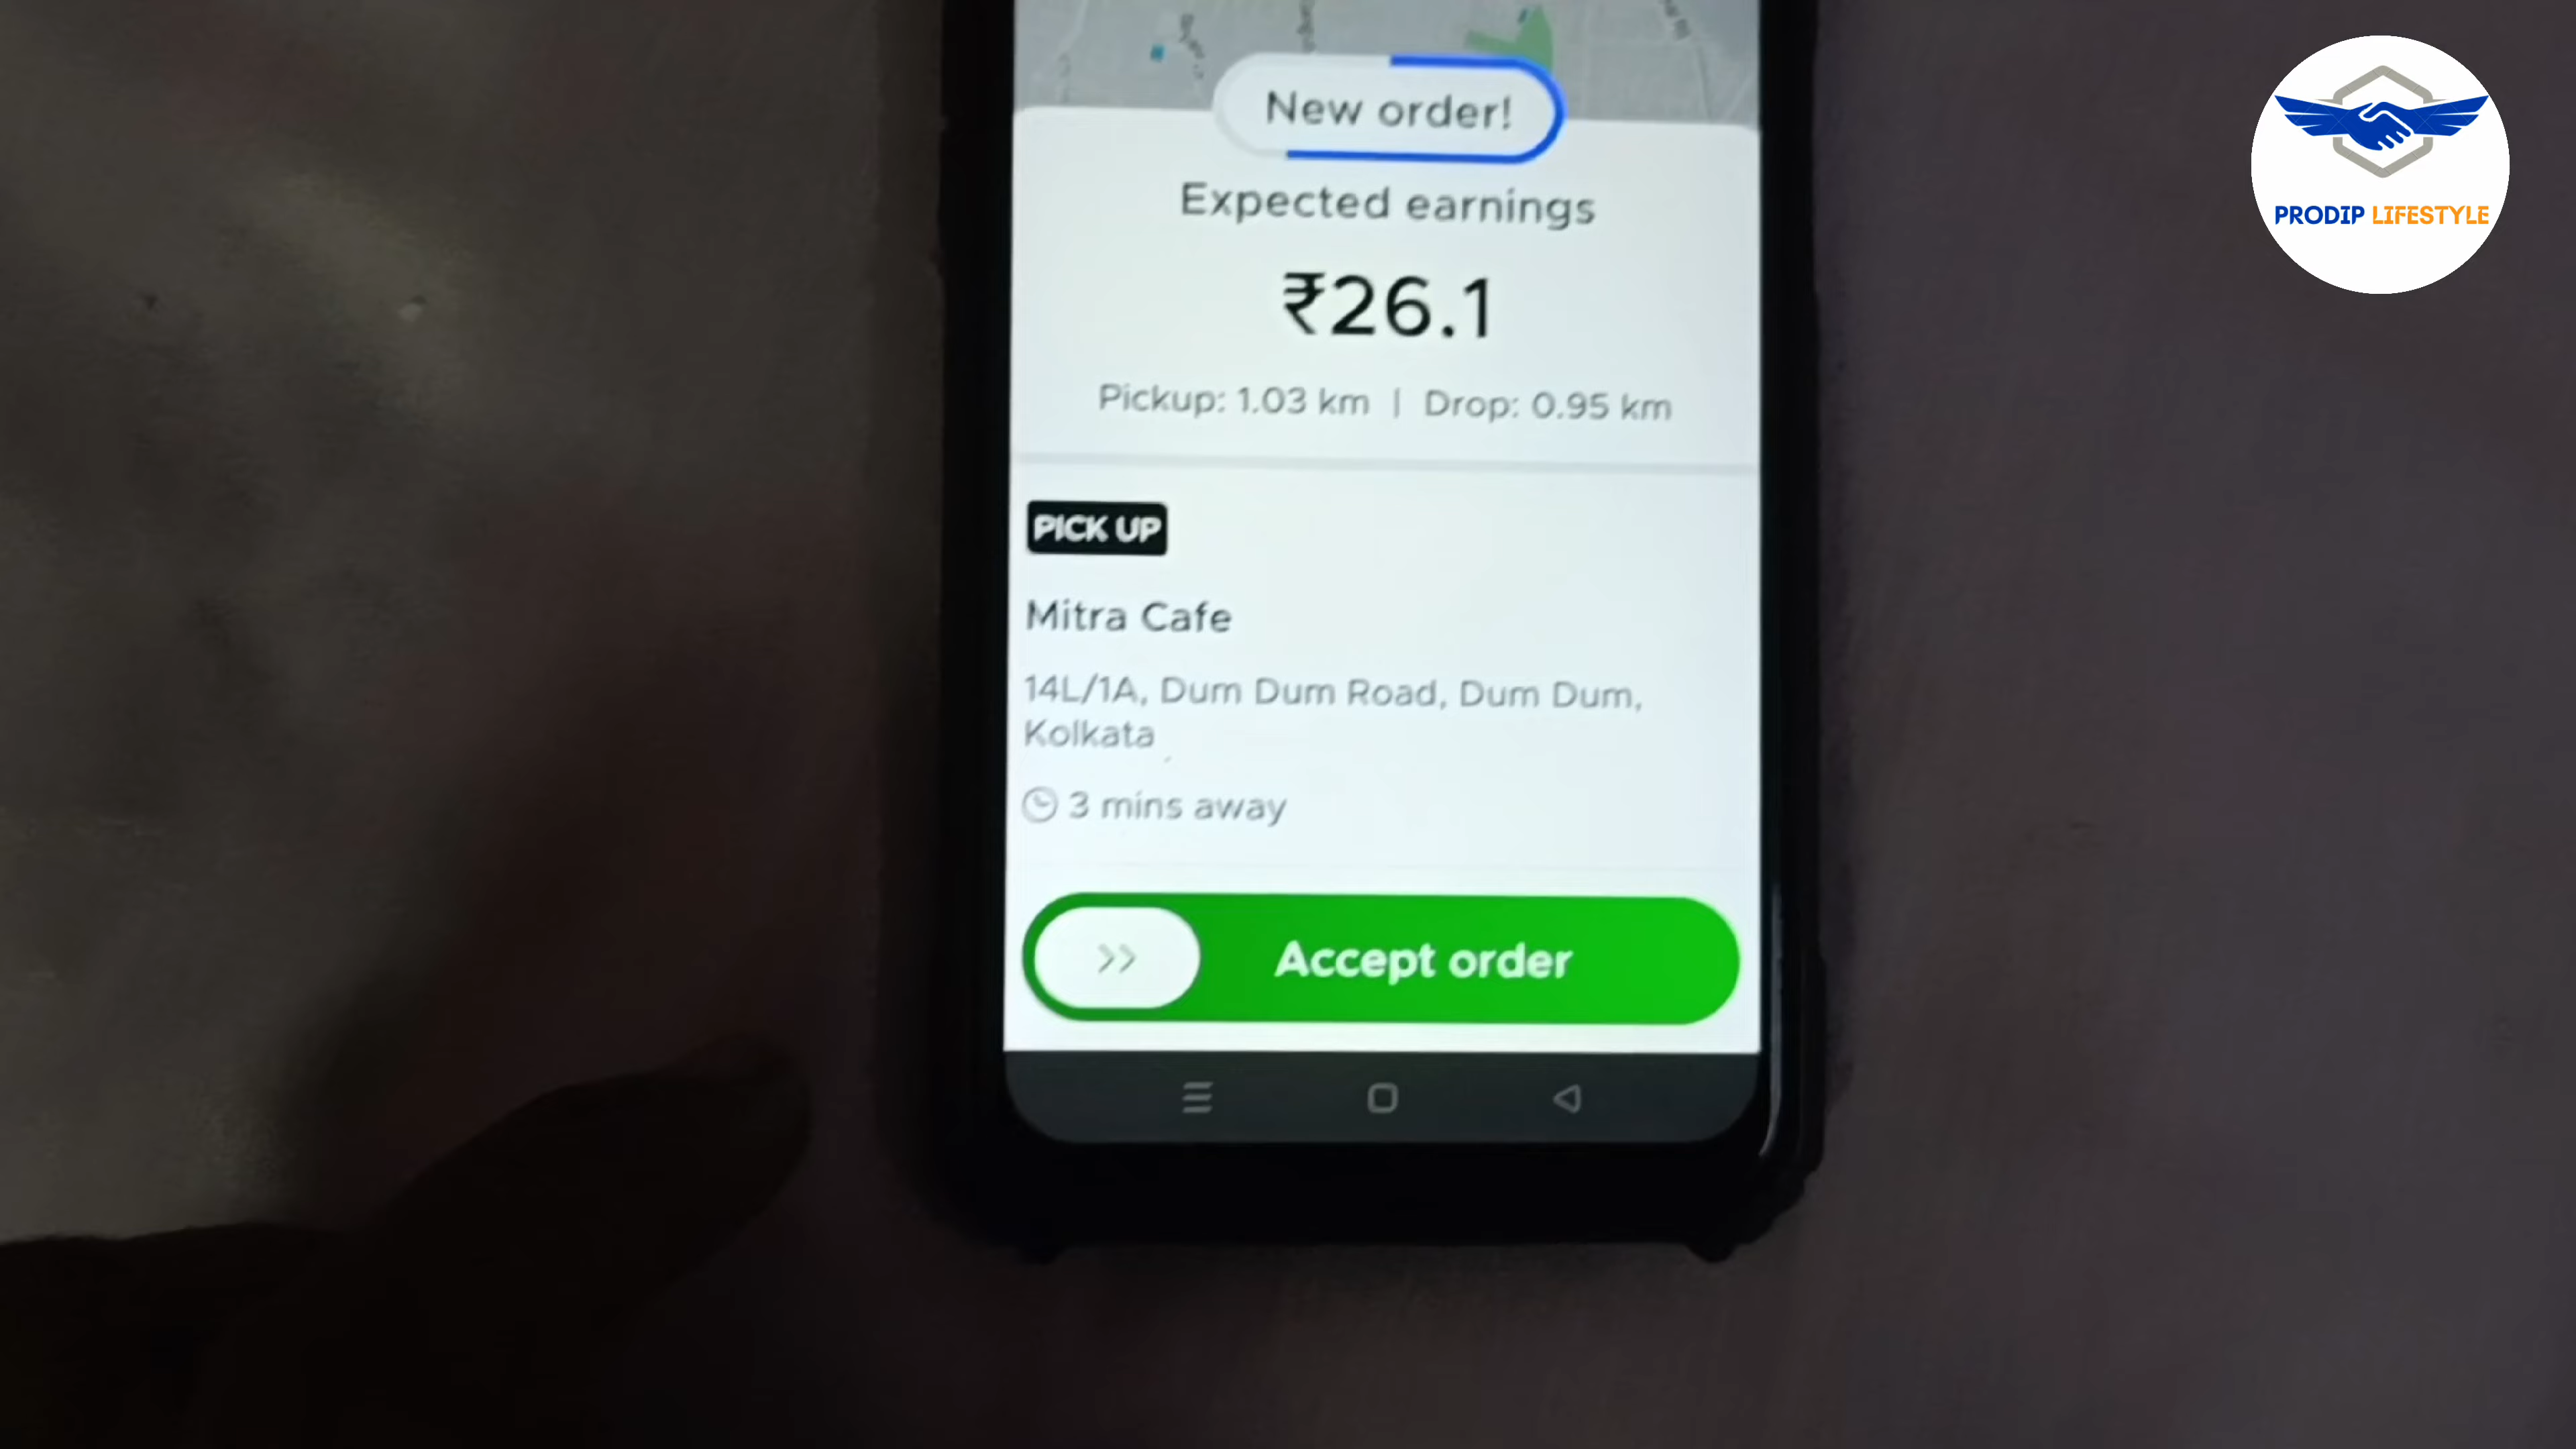 New order!
Expected earnings
₹26.1
Pickup: 1.03 km | Drop: 0.95 km
PICK UP
Mitra Cafe
14L/1A, Dum Dum Road, Dum Dum,
Kolkata
3 mins away
>> Accept order
PRODIP LIFESTYLE